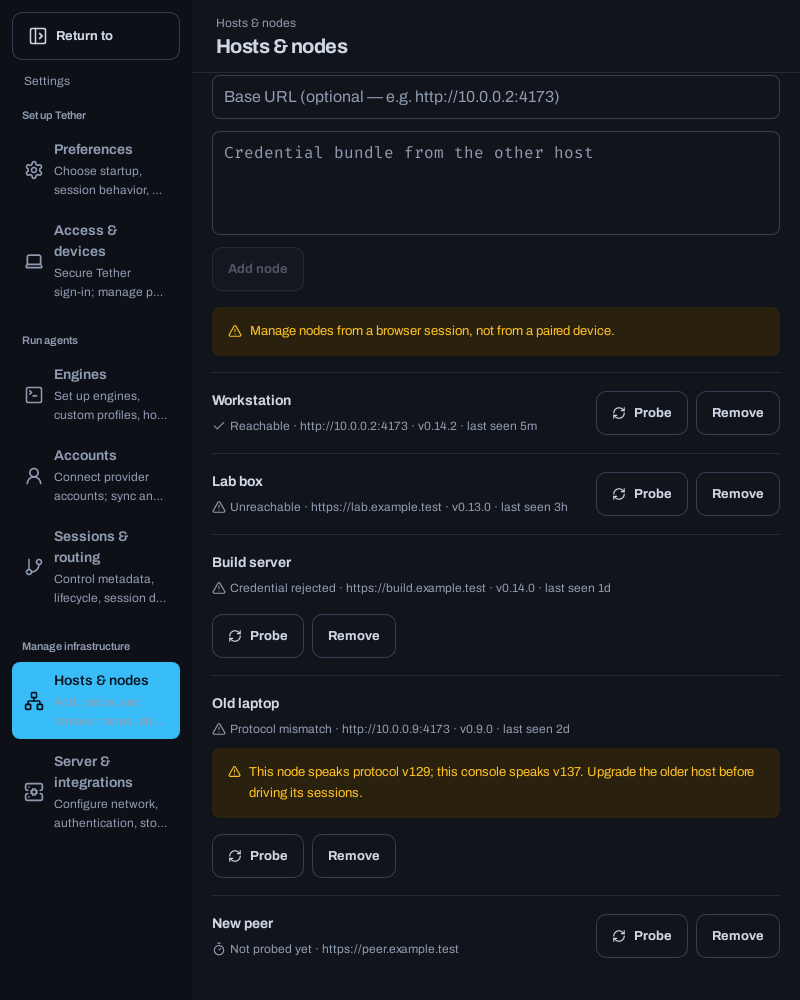 Return to
Settings
Set up Tether
Preferences
Choose startup,
session behavior, ...
Access &
devices
Secure Tether
sign-in; manage p...
Run agents
Engines
Set up engines,
custom profiles, ho...
Accounts
Connect provider
accounts; sync an...
Sessions &
routing
Control metadata,
lifecycle, session d...
Manage infrastructure
Hosts & nodes
Server &
integrations
Configure network,
authentication, sto...
Hosts & nodes
Hosts & nodes
Base URL (optional — e.g. http://10.0.0.2:4173)
Credential bundle from the other host
Add node
Manage nodes from a browser session, not from a paired device.
Workstation
Reachable · http://10.0.0.2:4173 · v0.14.2 · last seen 5m
Probe
Remove
Lab box
Unreachable · https://lab.example.test · v0.13.0 · last seen 3h
Probe
Remove
Build server
Credential rejected · https://build.example.test · v0.14.0 · last seen 1d
Probe
Remove
Old laptop
Protocol mismatch · http://10.0.0.9:4173 · v0.9.0 · last seen 2d
This node speaks protocol v129; this console speaks v137. Upgrade the older host before
driving its sessions.
Probe
Remove
New peer
Not probed yet · https://peer.example.test
Probe
Remove